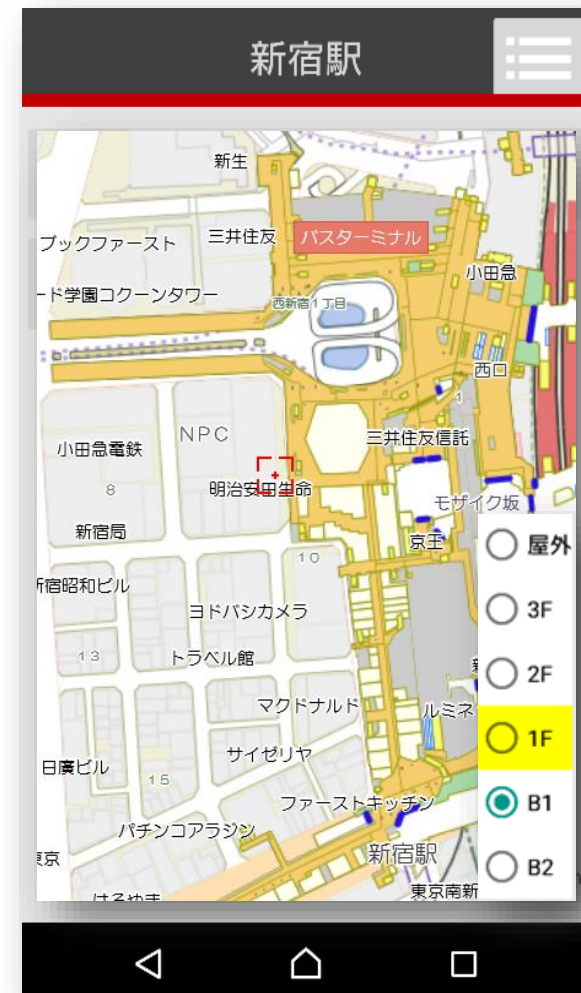 新宿駅
新生
ブックファースト
三井住友
バスターミナル
小田急
ード学園コクーンタワー
西新宿1丁目
西口
1
NPC
三井住友信託
小田急電鉄
8
明治安田生命
モザイク坂
新宿局
10
京王
屋外
宿昭和ビル
ヨドバシカメラ
3F
13
トラベル館
2F
マクドナルド
ルミネ
1F
日廣ビル
サイゼリヤ
15
ファーストキッチン
B1
パチンコアラジン
東京
新宿駅
B2
はるやま
東京南新